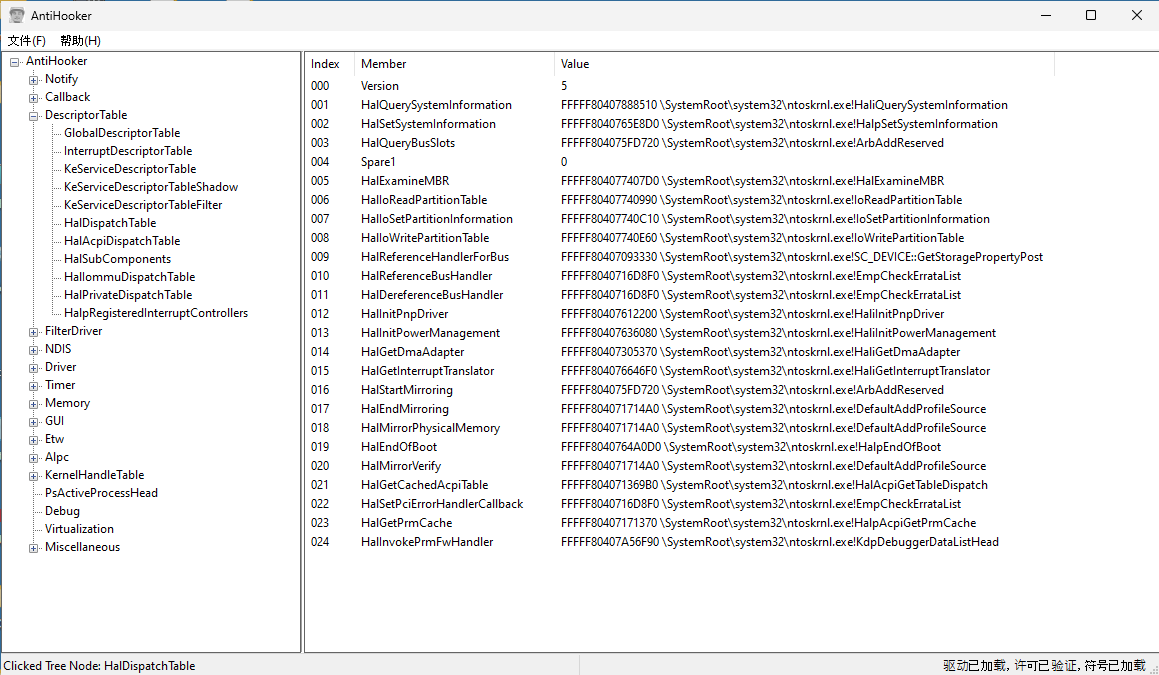 AntiHooker
文件(F) 帮助(H)
AntiHooker
Notify
Callback
DescriptorTable
GlobalDescriptorTable
InterruptDescriptorTable
KeServiceDescriptorTable
KeServiceDescriptorTableShadow
KeServiceDescriptorTableFilter
HalDispatchTable
HalAcpiDispatchTable
HalSubComponents
HalIommuDispatchTable
HalPrivateDispatchTable
HalpRegisteredInterruptControllers
FilterDriver
NDIS
Driver
Timer
Memory
GUI
Etw
Alpc
KernelHandleTable
PsActiveProcessHead
Debug
Virtualization
Miscellaneous
Index Member Value
000 Version 5
001 HalQuerySystemInformation FFFFF80407888510 \SystemRoot\system32\ntoskrnl.exe!HaliQuerySystemInformation
002 HalSetSystemInformation FFFFF8040765E8D0 \SystemRoot\system32\ntoskrnl.exe!HalpSetSystemInformation
003 HalQueryBusSlots FFFFF804075FD720 \SystemRoot\system32\ntoskrnl.exe!ArbAddReserved
004 Spare1 0
005 HalExamineMBR FFFFF804077407D0 \SystemRoot\system32\ntoskrnl.exe!HalExamineMBR
006 HalIoReadPartitionTable FFFFF80407740990 \SystemRoot\system32\ntoskrnl.exe!IoReadPartitionTable
007 HalIoSetPartitionInformation FFFFF80407740C10 \SystemRoot\system32\ntoskrnl.exe!IoSetPartitionInformation
008 HalIoWritePartitionTable FFFFF80407740E60 \SystemRoot\system32\ntoskrnl.exe!IoWritePartitionTable
009 HalReferenceHandlerForBus FFFFF80407093330 \SystemRoot\system32\ntoskrnl.exe!SC_DEVICE::GetStoragePropertyPost
010 HalReferenceBusHandler FFFFF8040716D8F0 \SystemRoot\system32\ntoskrnl.exe!EmpCheckErrataList
011 HalDereferenceBusHandler FFFFF8040716D8F0 \SystemRoot\system32\ntoskrnl.exe!EmpCheckErrataList
012 HalInitPnpDriver FFFFF80407612200 \SystemRoot\system32\ntoskrnl.exe!HaliInitPnpDriver
013 HalInitPowerManagement FFFFF80407636080 \SystemRoot\system32\ntoskrnl.exe!HaliInitPowerManagement
014 HalGetDmaAdapter FFFFF80407305370 \SystemRoot\system32\ntoskrnl.exe!HaliGetDmaAdapter
015 HalGetInterruptTranslator FFFFF804076646F0 \SystemRoot\system32\ntoskrnl.exe!HaliGetInterruptTranslator
016 HalStartMirroring FFFFF804075FD720 \SystemRoot\system32\ntoskrnl.exe!ArbAddReserved
017 HalEndMirroring FFFFF804071714A0 \SystemRoot\system32\ntoskrnl.exe!DefaultAddProfileSource
018 HalMirrorPhysicalMemory FFFFF804071714A0 \SystemRoot\system32\ntoskrnl.exe!DefaultAddProfileSource
019 HalEndOfBoot FFFFF8040764A0D0 \SystemRoot\system32\ntoskrnl.exe!HalpEndOfBoot
020 HalMirrorVerify FFFFF804071714A0 \SystemRoot\system32\ntoskrnl.exe!DefaultAddProfileSource
021 HalGetCachedAcpiTable FFFFF804071369B0 \SystemRoot\system32\ntoskrnl.exe!HalAcpiGetTableDispatch
022 HalSetPciErrorHandlerCallback FFFFF8040716D8F0 \SystemRoot\system32\ntoskrnl.exe!EmpCheckErrataList
023 HalGetPrmCache FFFFF80407171370 \SystemRoot\system32\ntoskrnl.exe!HalpAcpiGetPrmCache
024 HalInvokePrmFwHandler FFFFF80407A56F90 \SystemRoot\system32\ntoskrnl.exe!KdpDebuggerDataListHead
Clicked Tree Node: HalDispatchTable
驱动已加载, 许可已验证, 符号已加载